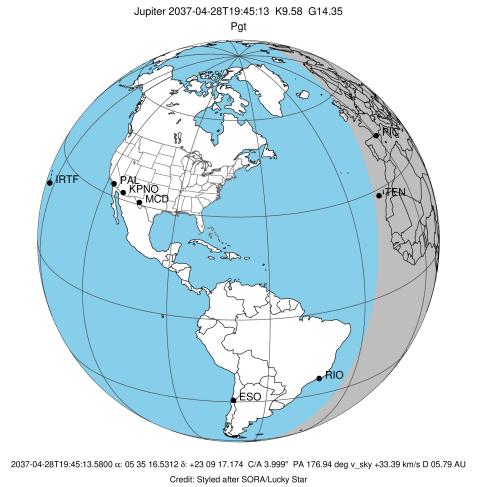 Jupiter 2037-04-28T19:45:13 K9.58 G14.35
Pgt
PIC
IRTF
PAL
KPNO
MCD
TEN
RIO
ESO
2037-04-28T19:45:13.5800 α: 05 35 16.5312 δ: +23 09 17.174 C/A 3.999" PA 176.94 deg v_sky +33.39 km/s D 05.79 AU
Credit: Styled after SORA/Lucky Star